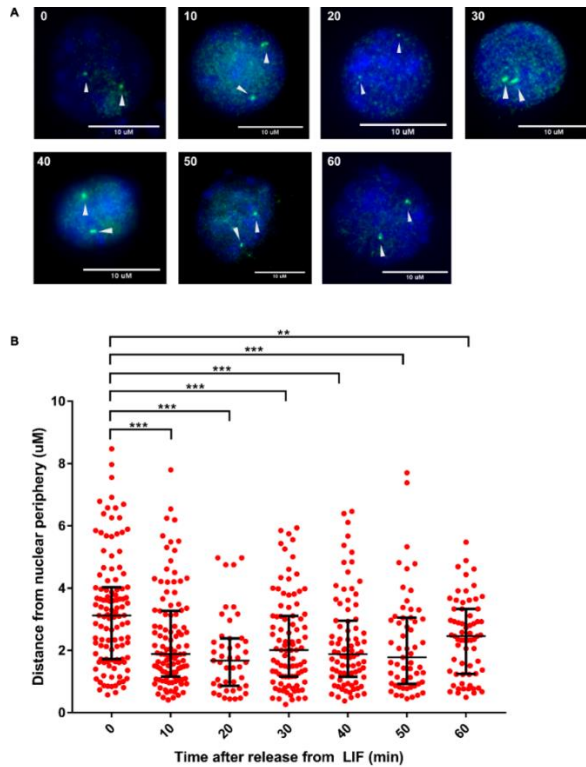 A
0 10 20 30
10 uM 10 uM 10 uM 10 uM
40 50 60
10 uM 10 uM 10 uM
B
**
***
***
***
***
***
10
8
6
4
2
0
Distance from nuclear periphery (uM)
0 10 20 30 40 50 60
Time after release from LIF (min)